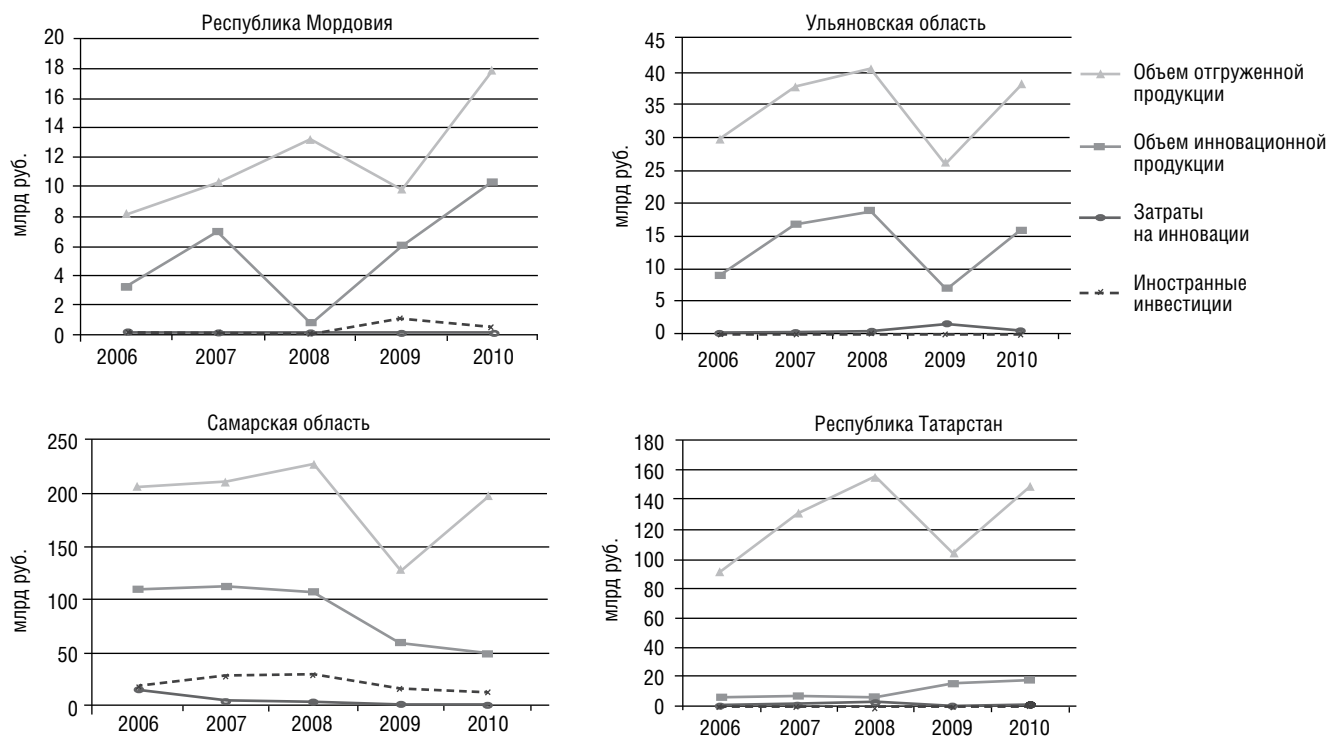 Республика Мордовия
млрд руб.
20
18
16
14
12
10
8
6
4
2
0
2006 2007 2008 2009 2010
Ульяновская область
млрд руб.
45
40
35
30
25
20
15
10
5
0
2006 2007 2008 2009 2010
Объем отгруженной
продукции
Объем инновационной
продукции
Затраты
на инновации
Иностранные
инвестиции
Самарская область
млрд руб.
250
200
150
100
50
0
2006 2007 2008 2009 2010
Республика Татарстан
млрд руб.
180
160
140
120
100
80
60
40
20
0
2006 2007 2008 2009 2010